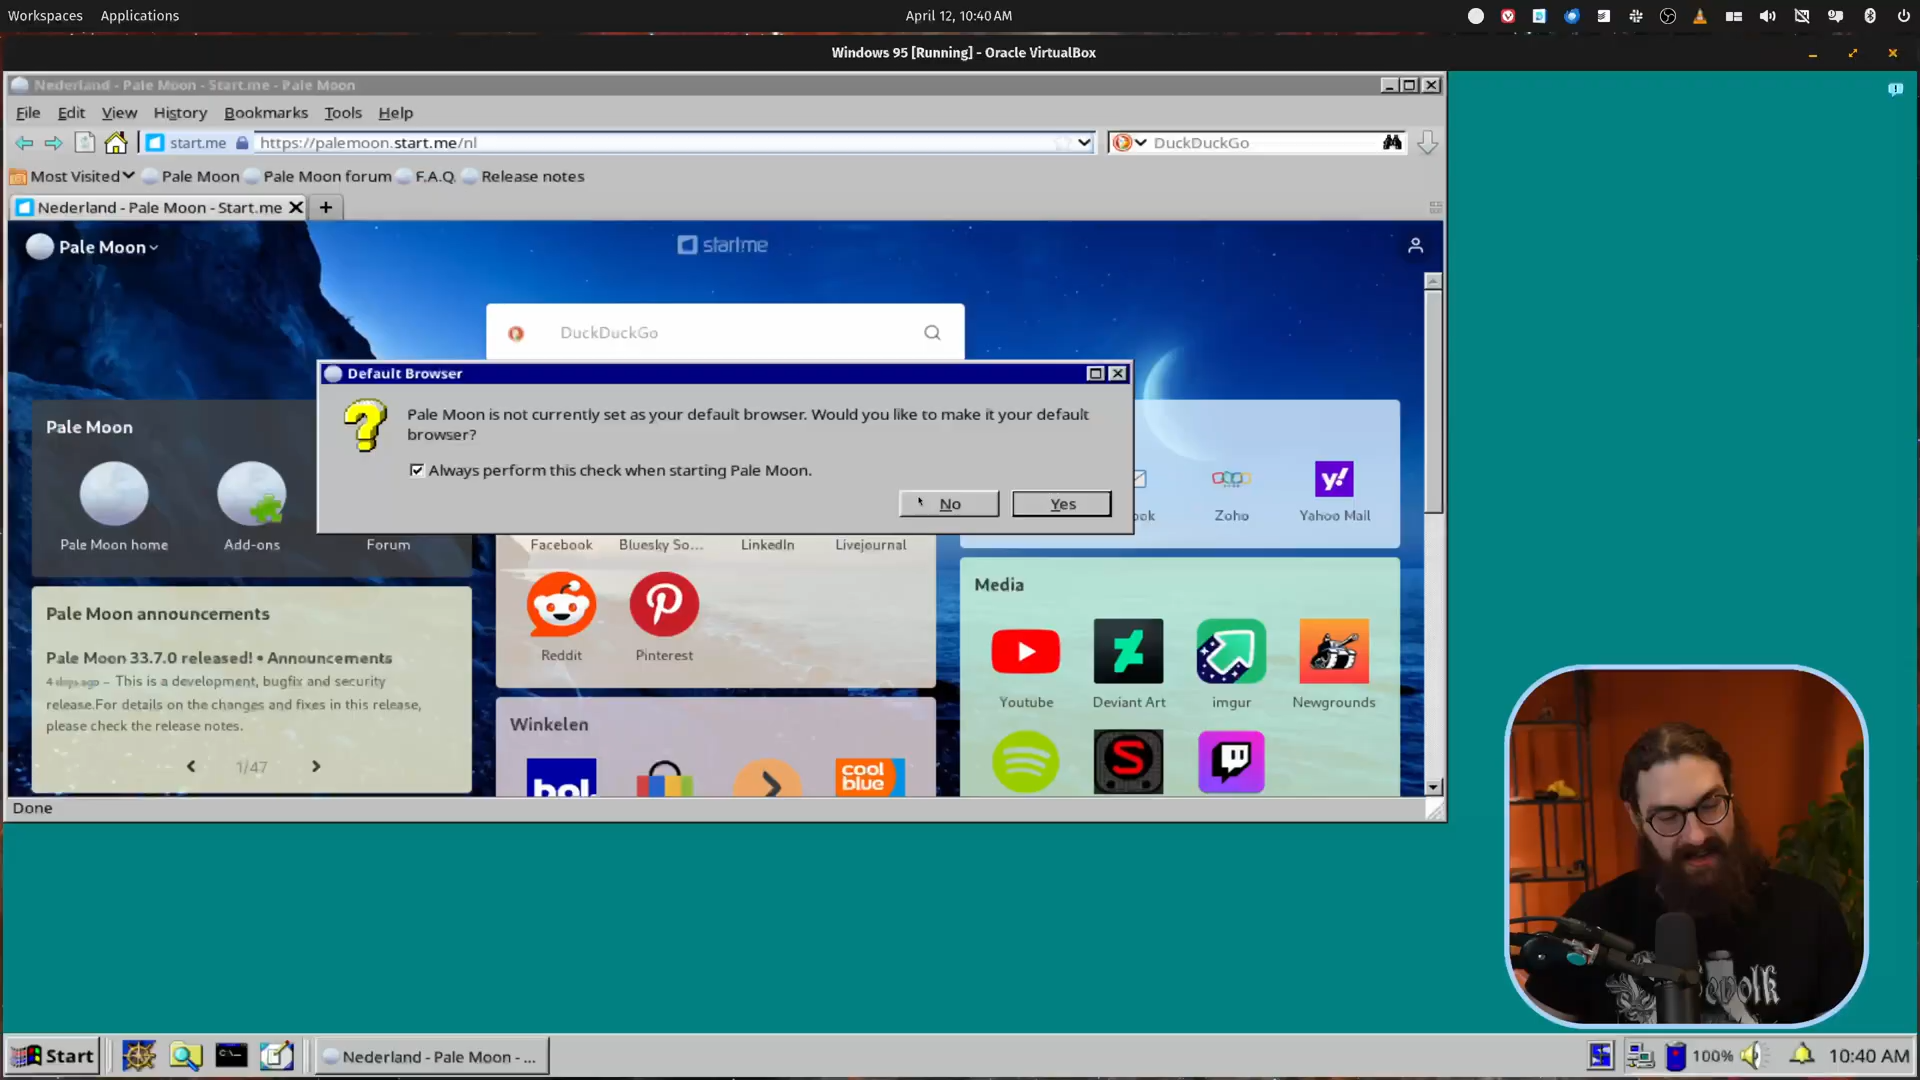 Workspaces Applications April 12, 10:40 AM
Windows 95 [Running] - Oracle VirtualBox
Nederland - Pale Moon - Start.me - Pale Moon
File Edit View History Bookmarks Tools Help
start.me https://palemoon.start.me/nl DuckDuckGo
Most Visited Pale Moon Pale Moon forum F.A.Q. Release notes
Nederland - Pale Moon - Start.me
Pale Moon start.me
DuckDuckGo
Default Browser
Pale Moon is not currently set as your default browser. Would you like to make it your default
browser?
Always perform this check when starting Pale Moon.
No Yes
Pale Moon
Pale Moon home Add-ons Forum
Facebook Bluesky So... LinkedIn Livejournal
Zoho Yahoo Mail
y!
Reddit Pinterest
Media
Youtube Deviant Art imgur Newgrounds
Pale Moon announcements
Pale Moon 33.7.0 released! • Announcements
4 days ago – This is a development, bugfix and security
release.For details on the changes and fixes in this release,
please check the release notes.
1/47
Winkelen
bol
cool
blue
Done
Start Nederland - Pale Moon - ... 100% 10:40 AM